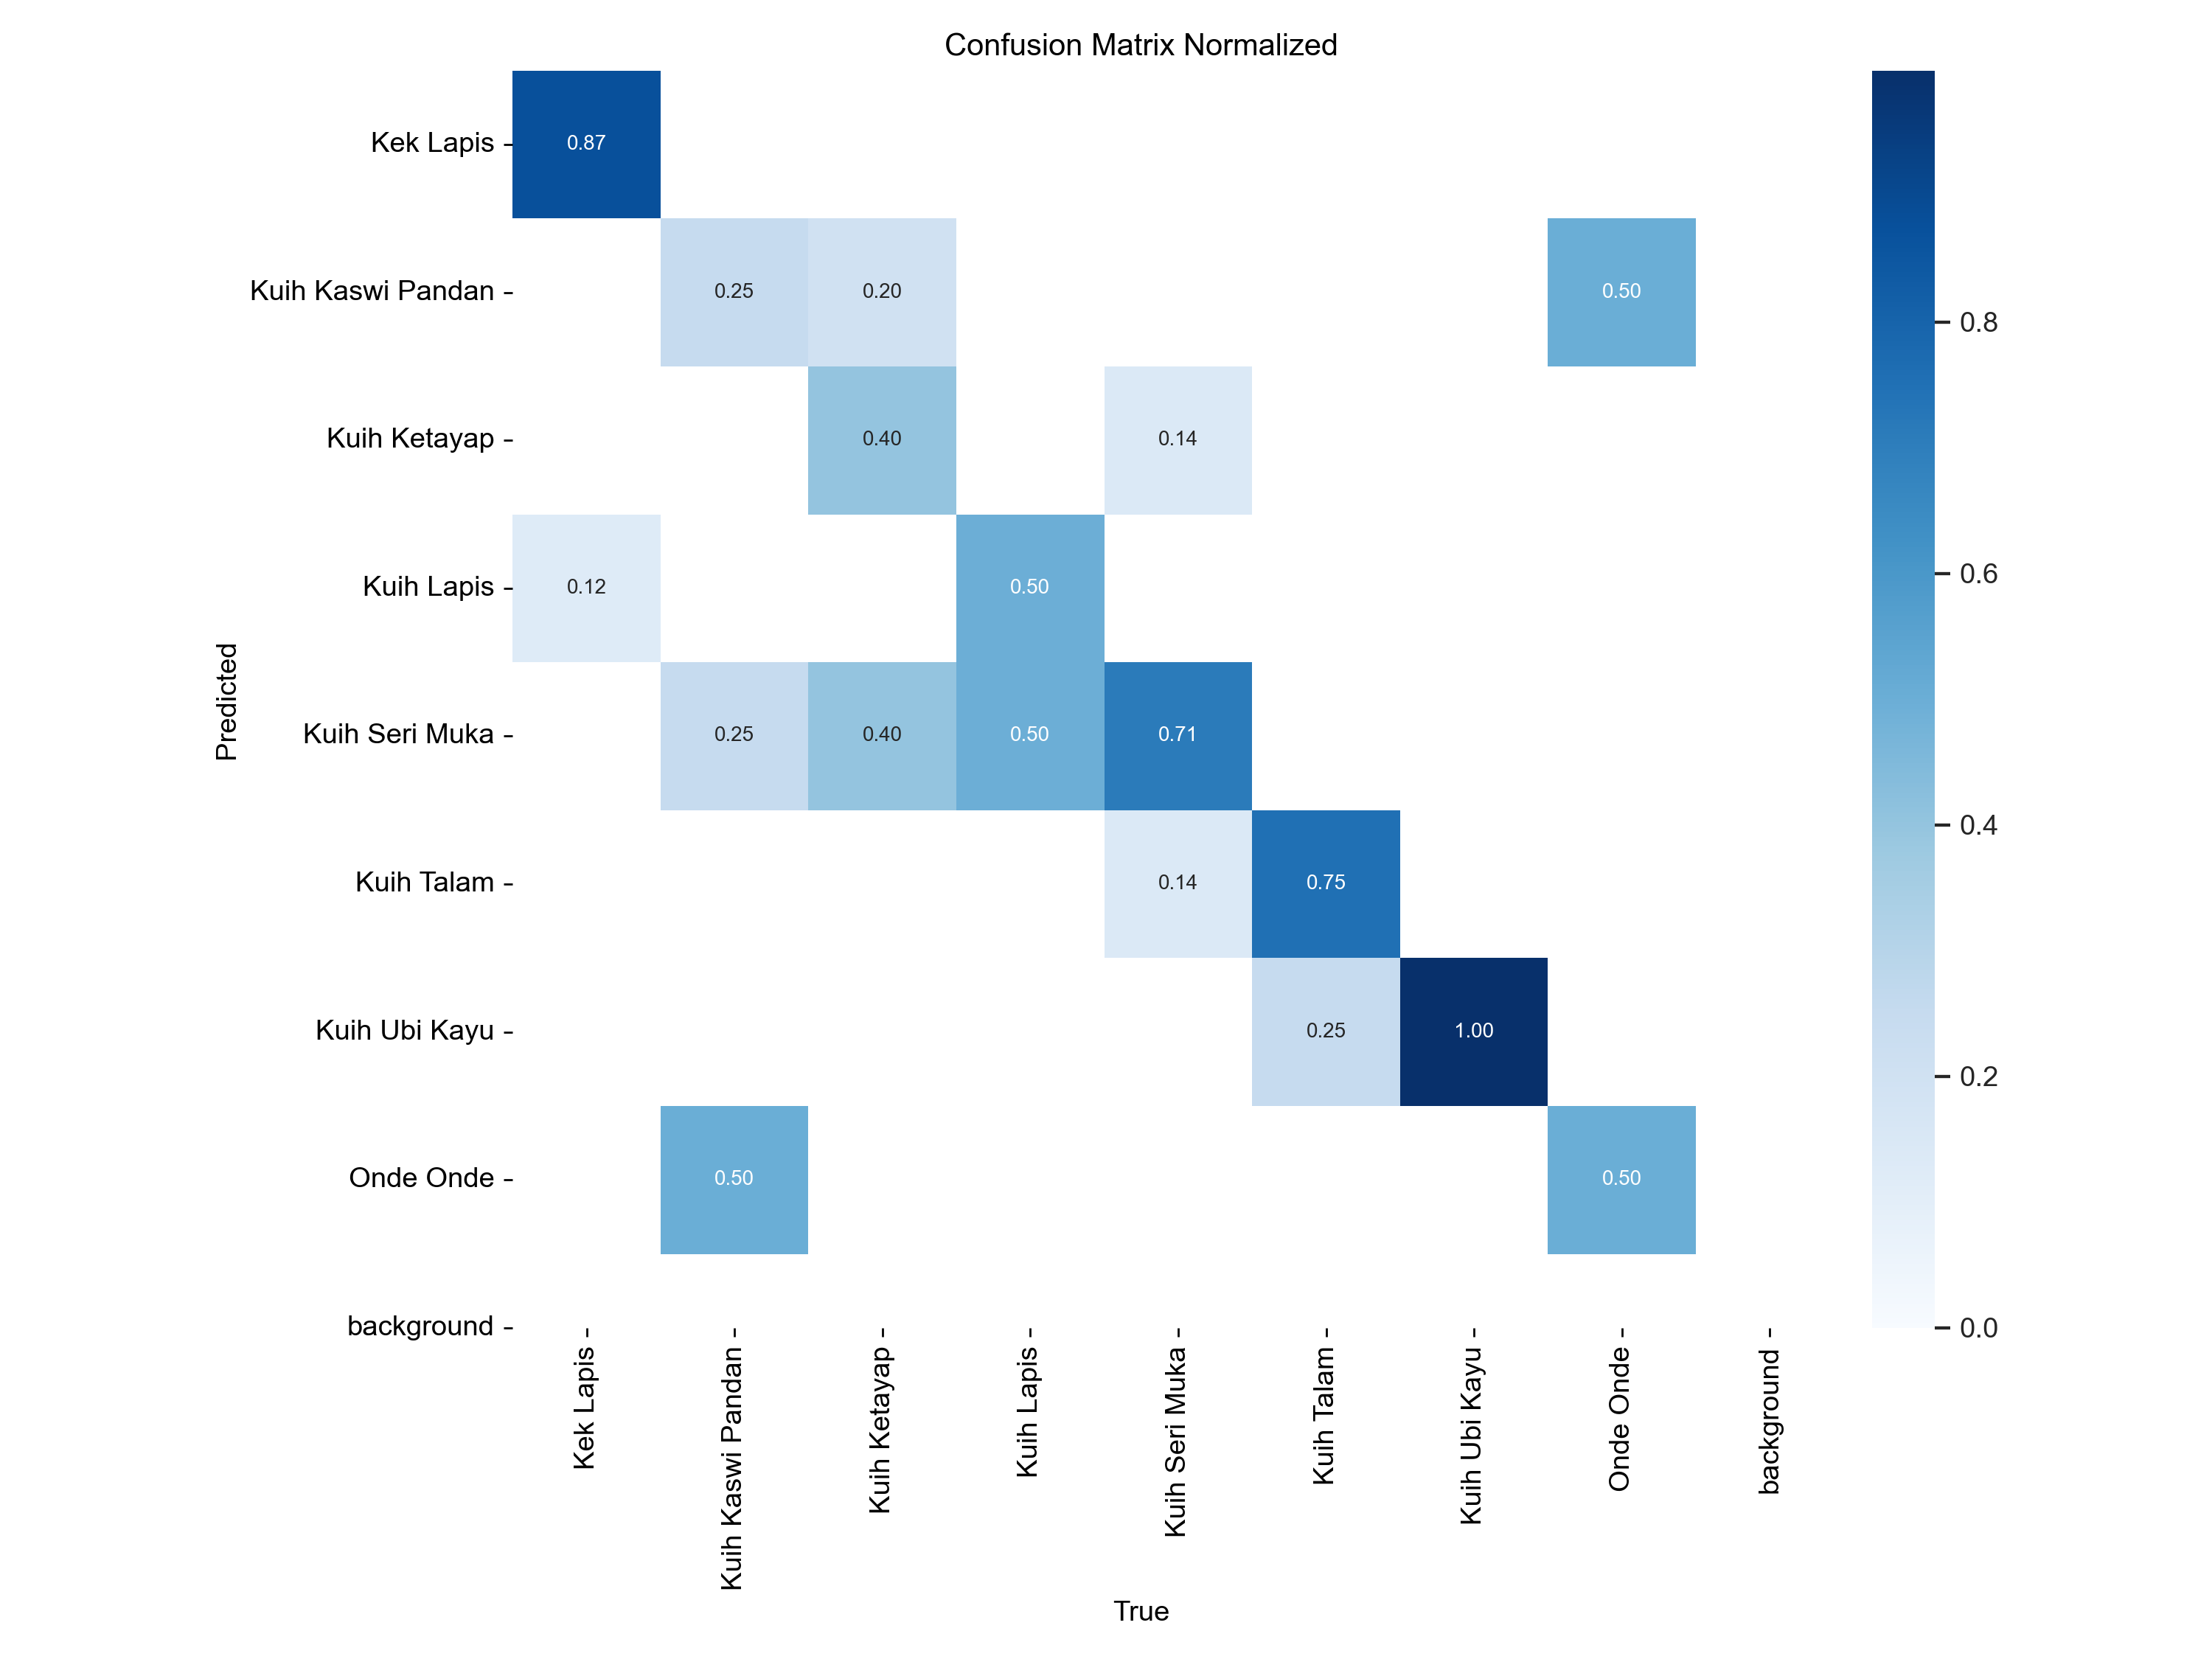 Confusion Matrix Normalized
Kek Lapis
0.87
Kuih Kaswi Pandan
0.25
0.20
0.50
0.8
Kuih Ketayap
0.40
0.14
Kuih Lapis
0.12
0.50
0.6
Predicted
Kuih Seri Muka
0.25
0.40
0.50
0.71
0.4
Kuih Talam
0.14
0.75
Kuih Ubi Kayu
0.25
1.00
0.2
Onde Onde
0.50
0.50
background
0.0
Kek Lapis
Kuih Kaswi Pandan
Kuih Ketayap
Kuih Lapis
Kuih Seri Muka
Kuih Talam
Kuih Ubi Kayu
Onde Onde
background
True